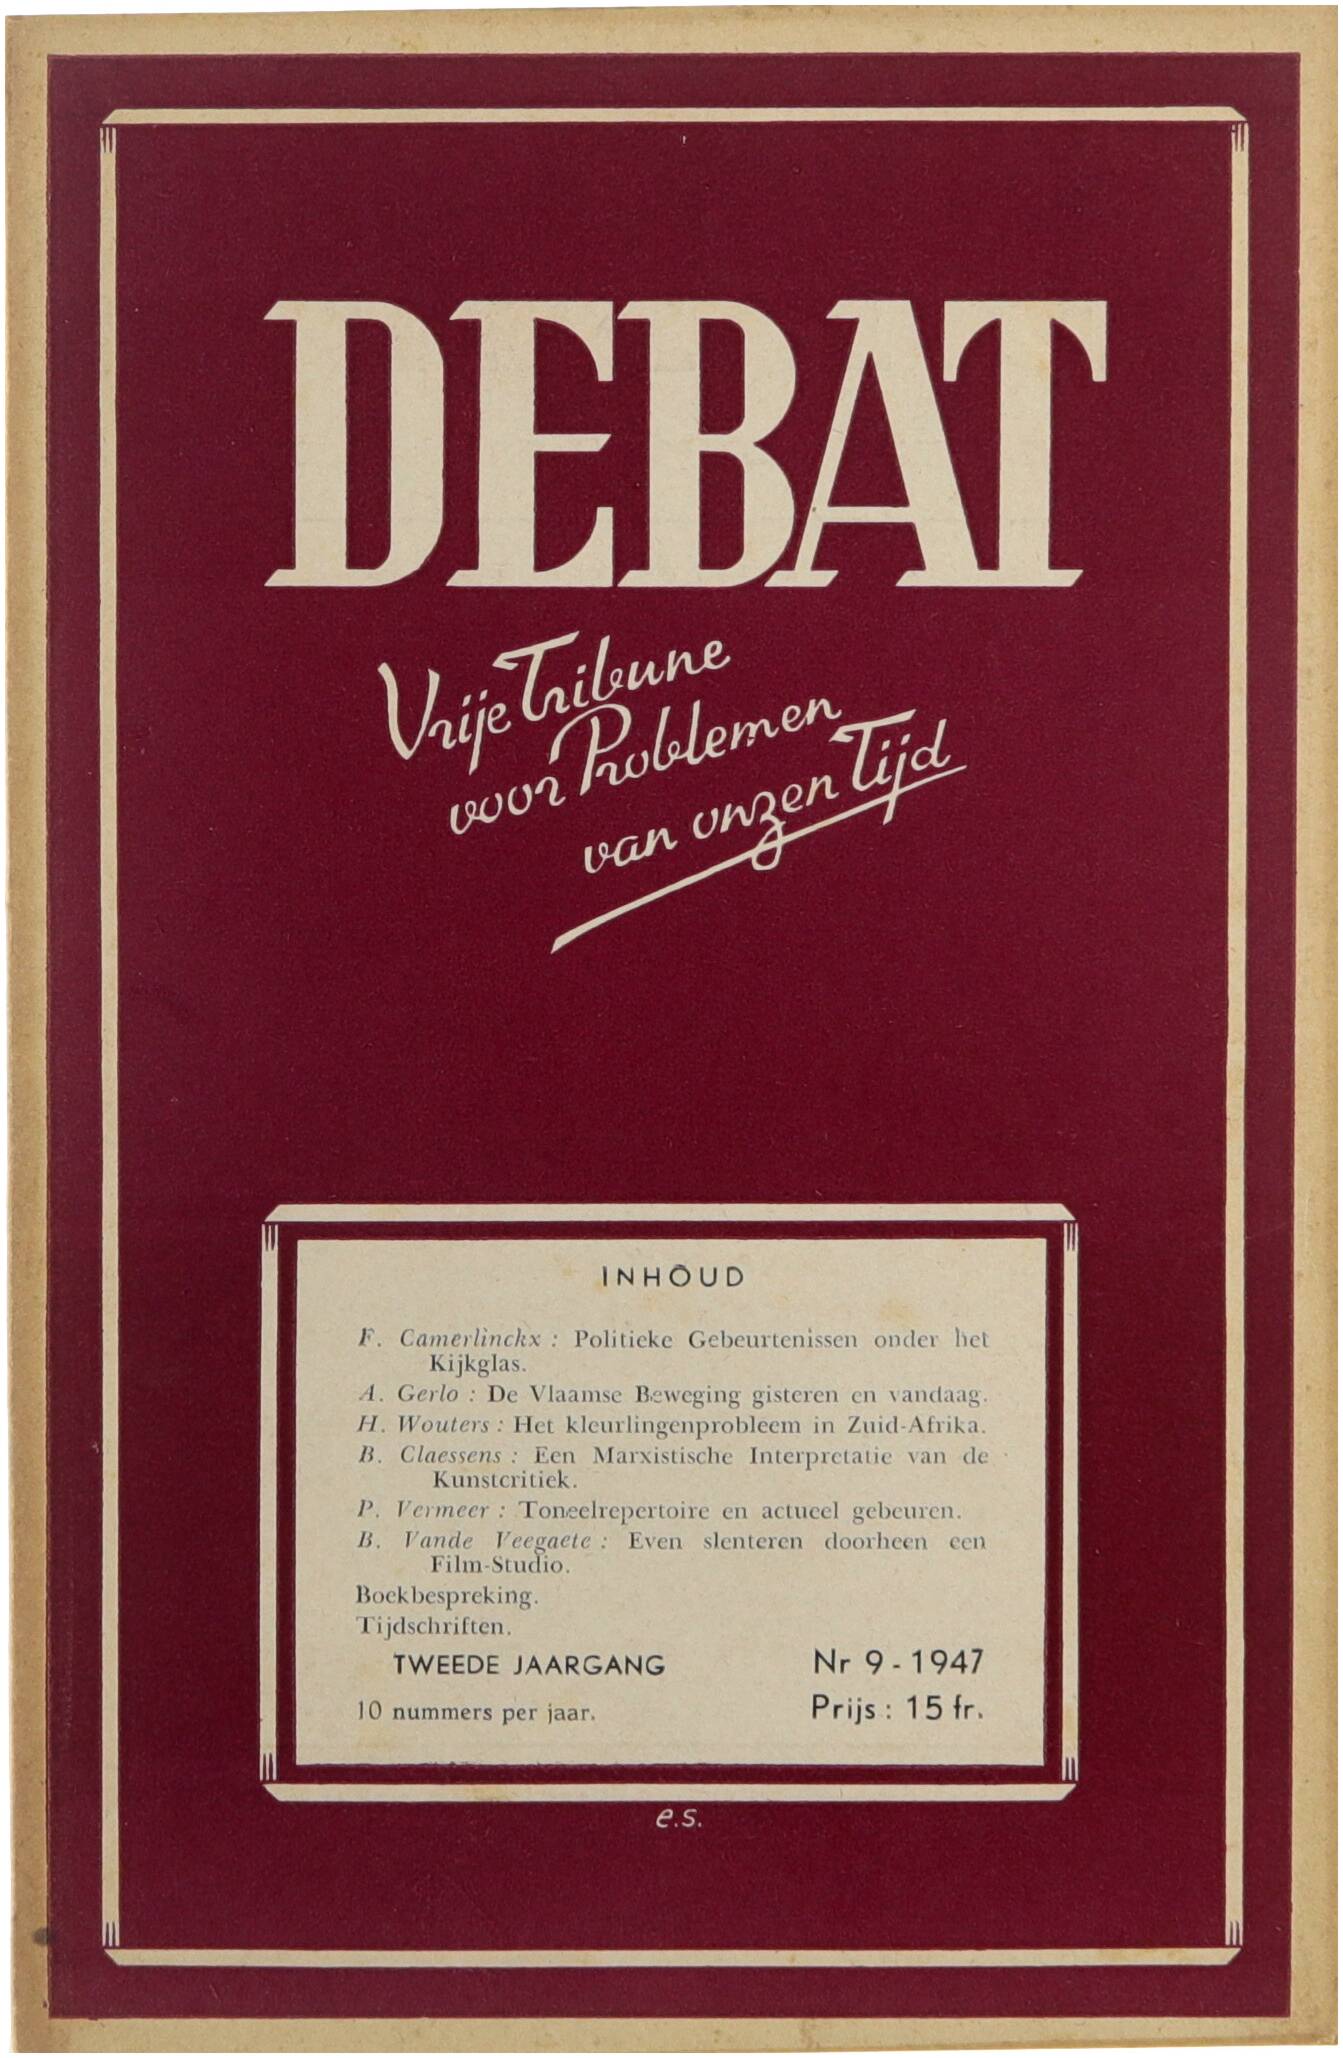 DEBAT
Vrije Tribune
voor Problemen
van onzen Tijd
INHOUD
F. Camerlinckx : Politieke Gebeurtenissen onder het
Kijkglas.
A. Gerlo : De Vlaamse Beweging gisteren en vandaag.
H. Wouters : Het kleurlingenprobleem in Zuid-Afrika.
B. Claessens : Een Marxistische Interpretatie van de
Kunstcritiek.
P. Vermeer : Toneelrepertoire en actueel gebeuren.
B. Vande Veegaete : Even slenteren doorheen een
Film-Studio.
Boekbespreking.
Tijdschriften.
TWEEDE JAARGANG Nr 9 - 1947
10 nummers per jaar. Prijs : 15 fr.
e.s.